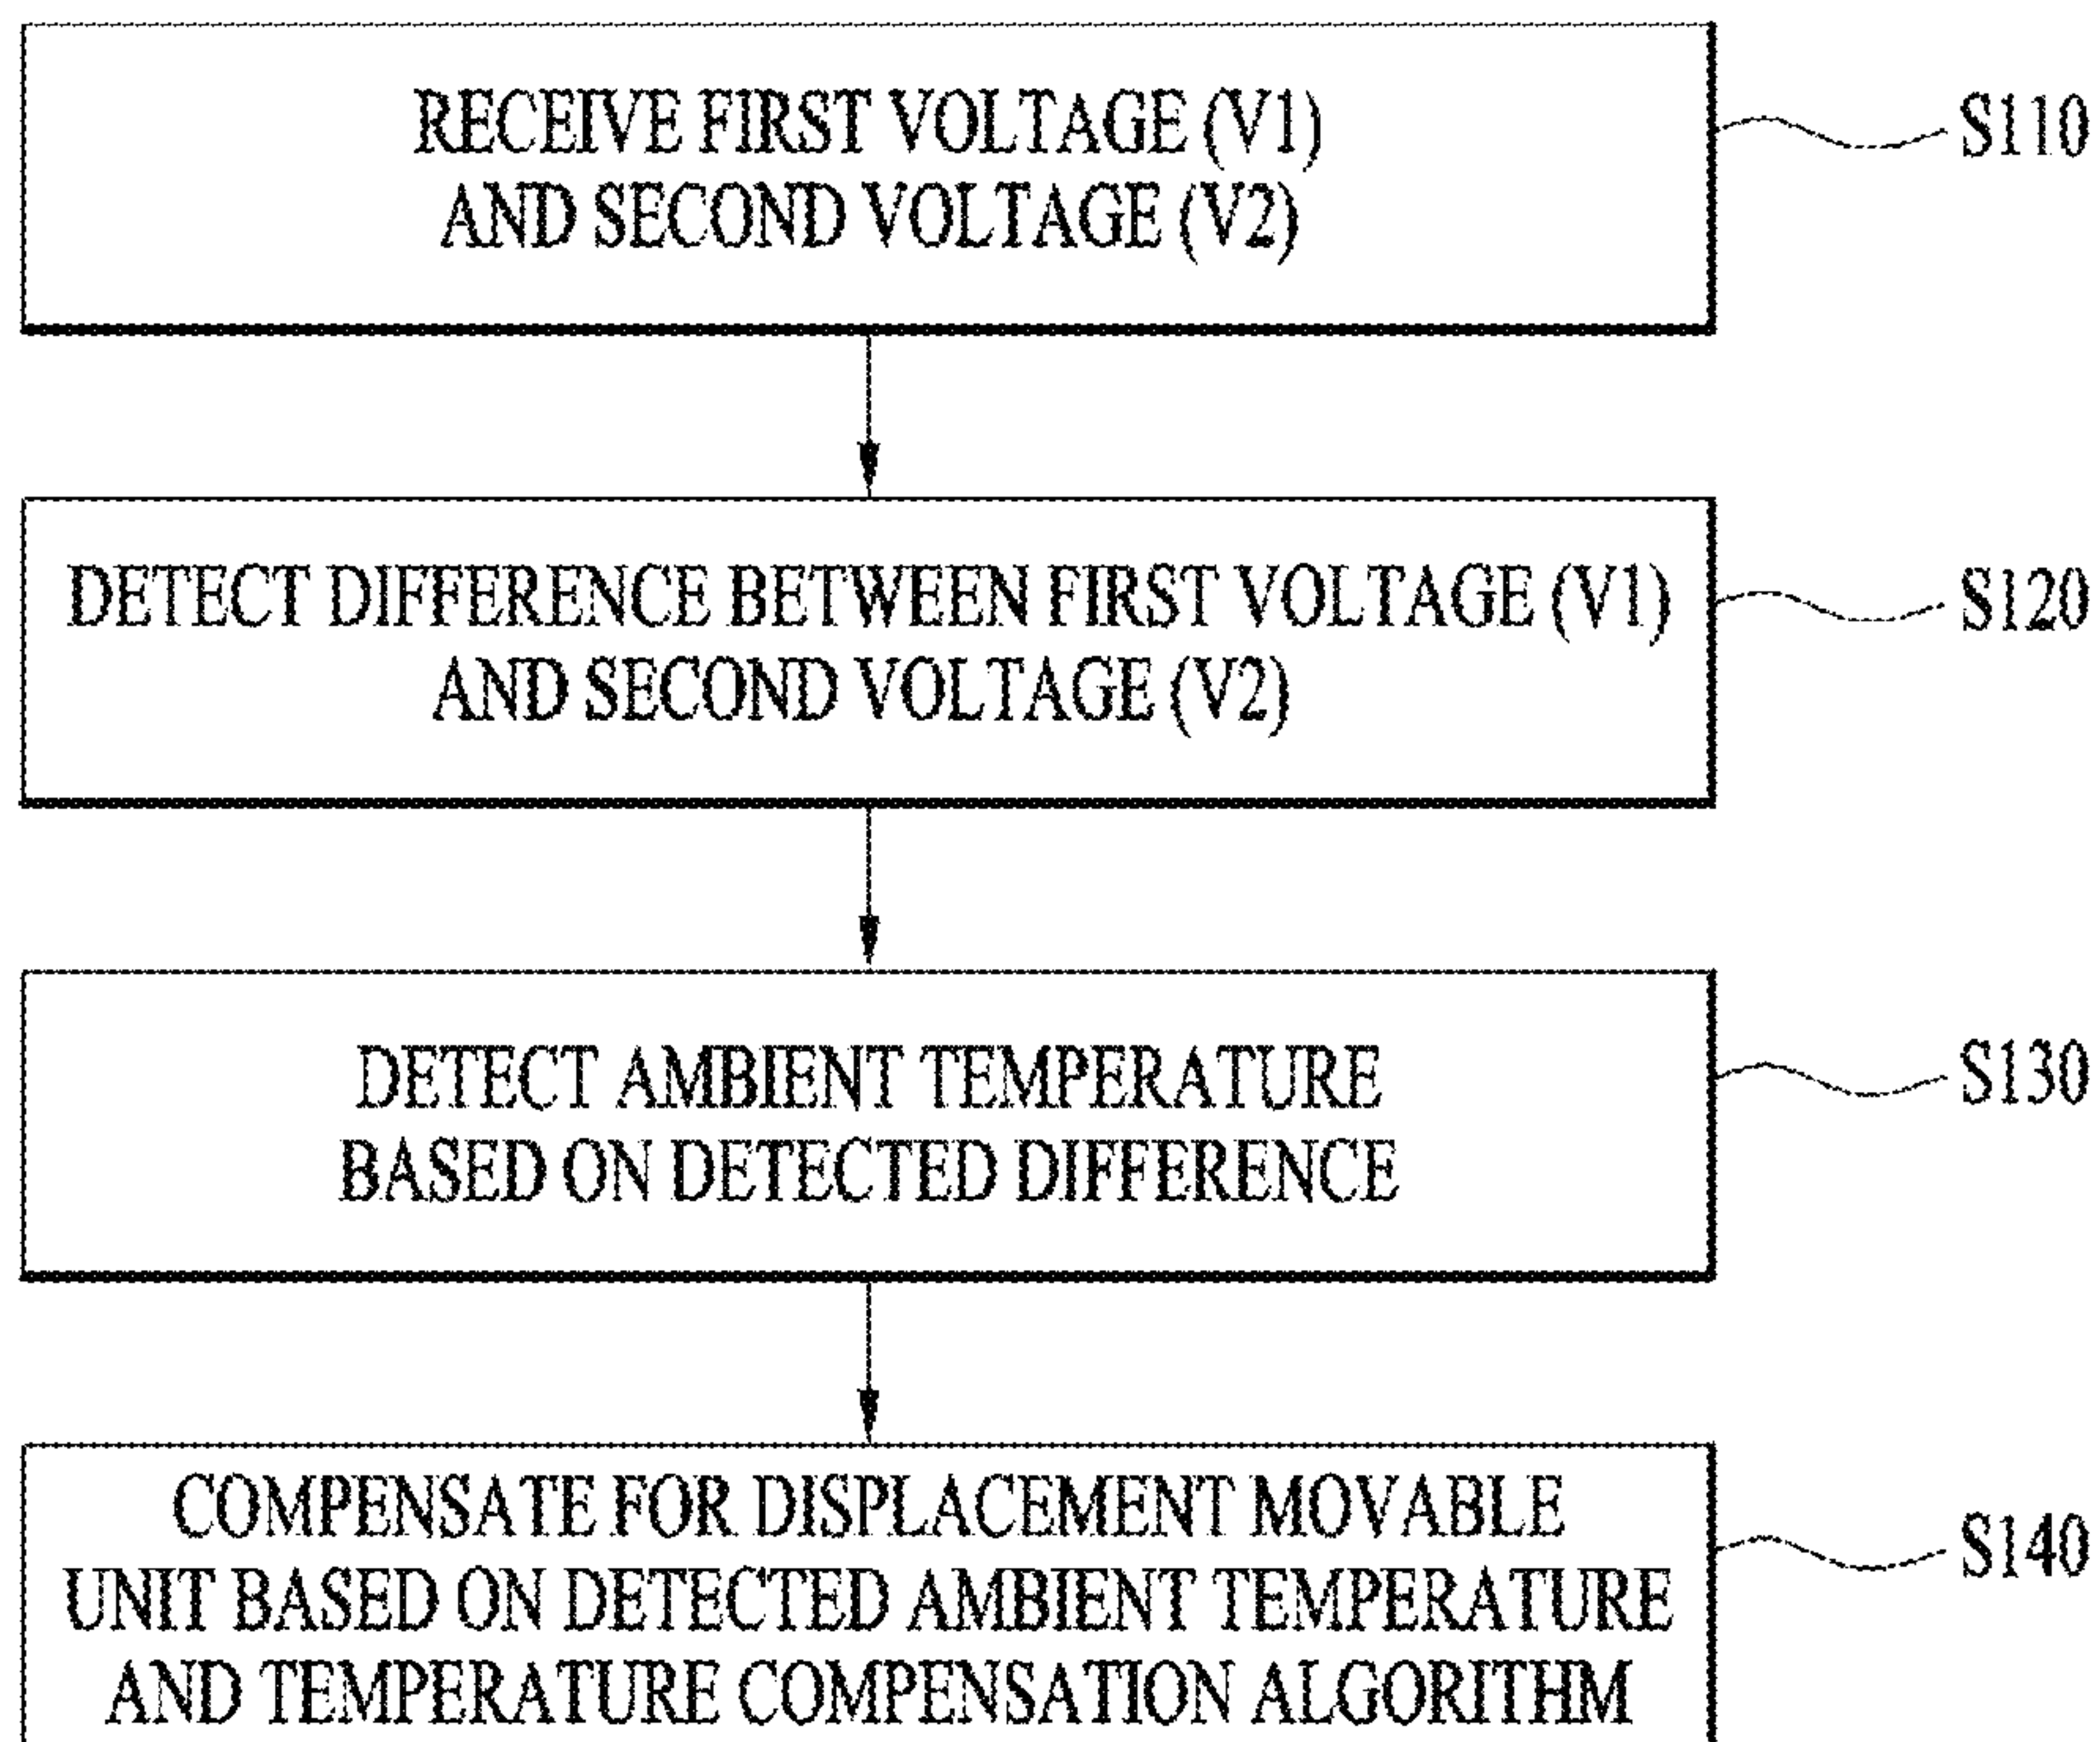 RECEIVE FIRST VOLTAGE (V1)
AND SECOND VOLTAGE (V2)
S110
DETECT DIFFERENCE BETWEEN FIRST VOLTAGE (V1)
AND SECOND VOLTAGE (V2)
S120
DETECT AMBIENT TEMPERATURE
BASED ON DETECTED DIFFERENCE
S130
COMPENSATE FOR DISPLACEMENT MOVABLE
UNIT BASED ON DETECTED AMBIENT TEMPERATURE
AND TEMPERATURE COMPENSATION ALGORITHM
S140